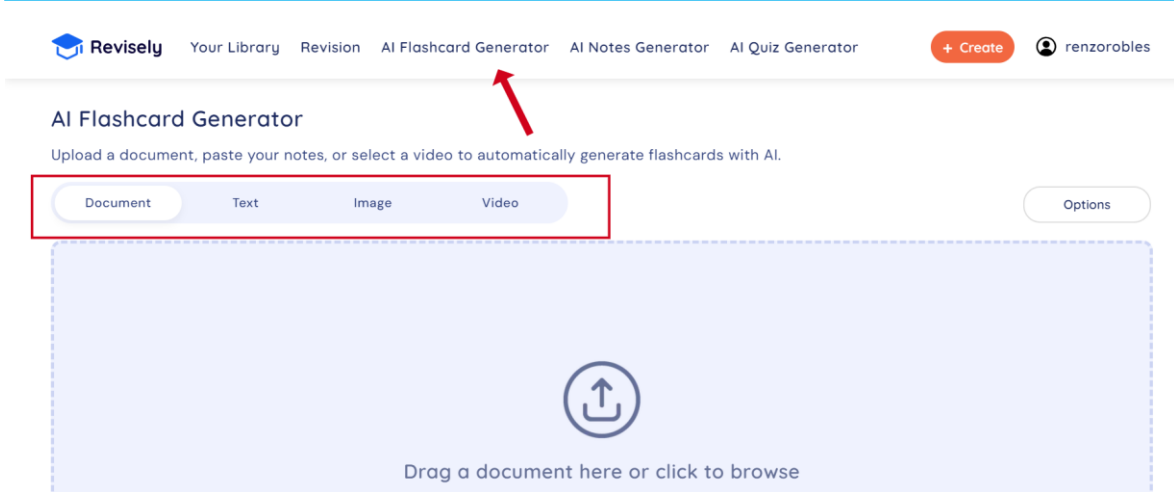 Revisely Your Library Revision AI Flashcard Generator AI Notes Generator AI Quiz Generator + Create renzorobles
AI Flashcard Generator
Upload a document, paste your notes, or select a video to automatically generate flashcards with AI.
Document Text Image Video Options
Drag a document here or click to browse